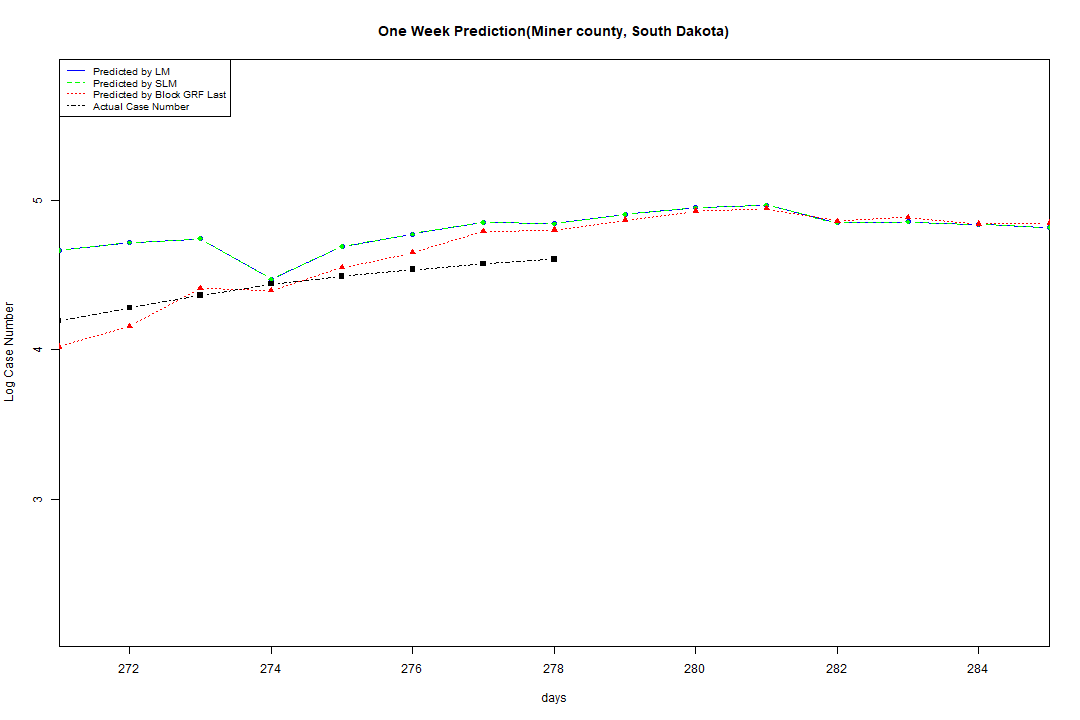 One Week Prediction(Miner county, South Dakota)
Predicted by LM
Predicted by SLM
Predicted by Block GRF Last
Actual Case Number
5
4
3
Log Case Number
272 274 276 278 280 282 284
days